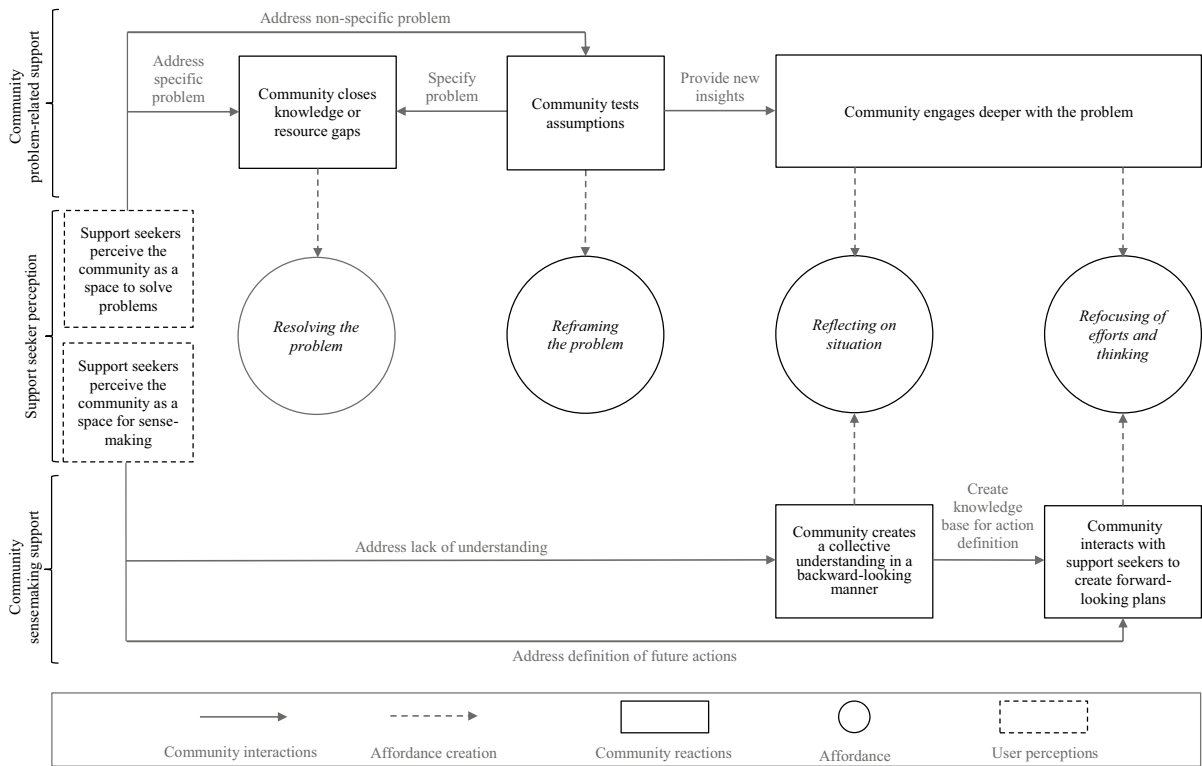 Community
problem-related support
Address non-specific problem
Address
specific
problem
Community closes
knowledge or
resource gaps
Specify
problem
Community tests
assumptions
Provide new
insights
Community engages deeper with the problem
Support seeker perception
Support seekers
perceive the
community as a
space to solve
problems
Support seekers
perceive the
community as a
space for sense-
making
Resolving the
problem
Reframing
the problem
Reflecting on
situation
Refocusing of
efforts and
thinking
Community
sensemaking support
Address lack of understanding
Community creates
a collective
understanding in a
backward-looking
manner
Create
knowledge
base for action
definition
Community
interacts with
support seekers to
create forward-
looking plans
Address definition of future actions
Community interactions
Affordance creation
Community reactions
Affordance
User perceptions